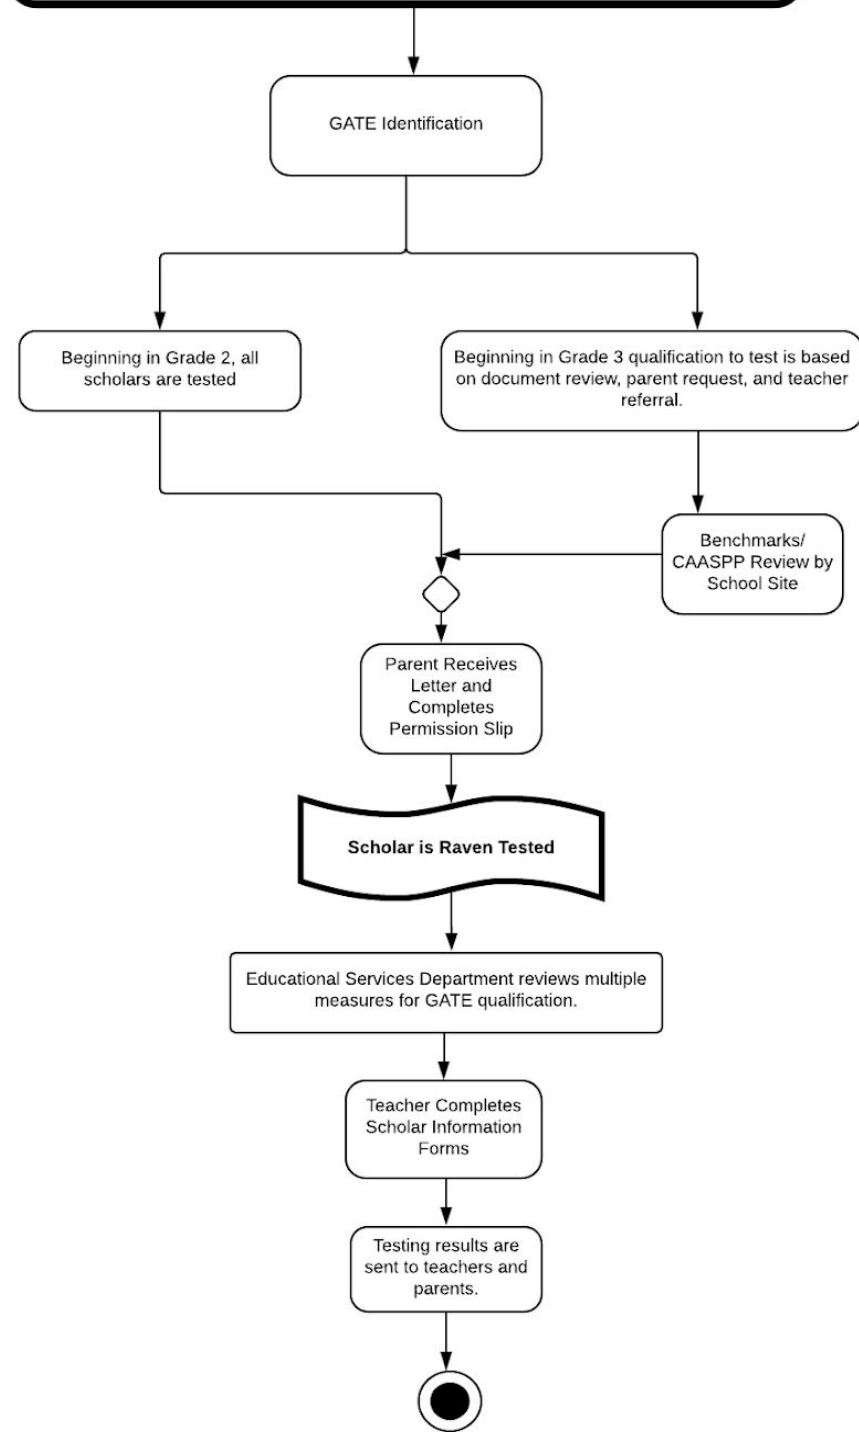 GATE Identification
Beginning in Grade 2, all
scholars are tested
Beginning in Grade 3 qualification to test is based
on document review, parent request, and teacher
referral.
Benchmarks/
CAASPP Review by
School Site
Parent Receives
Letter and
Completes
Permission Slip
Scholar is Raven Tested
Educational Services Department reviews multiple
measures for GATE qualification.
Teacher Completes
Scholar Information
Forms
Testing results are
sent to teachers and
parents.